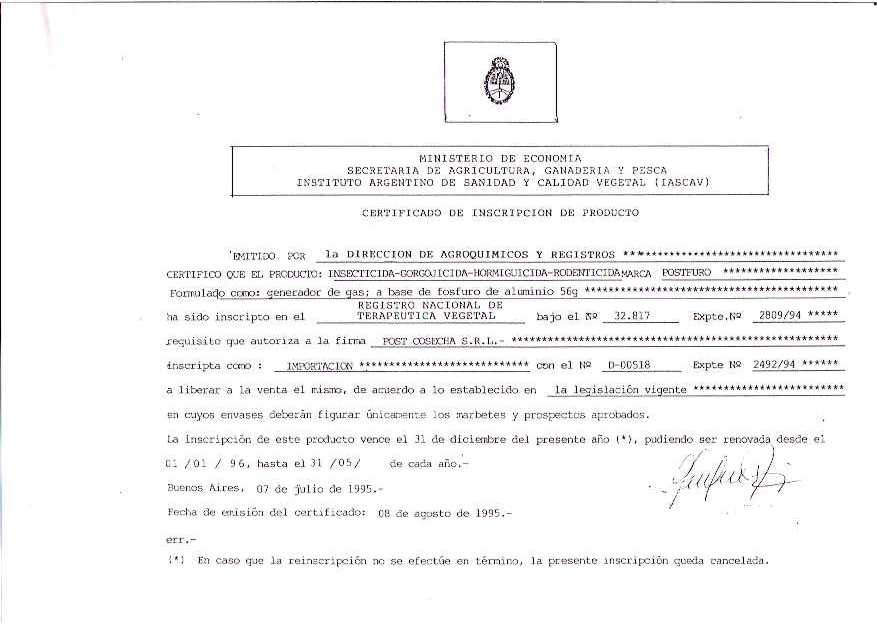 MINISTERIO DE ECONOMIA
SECRETARIA DE AGRICULTURA, GANADERIA Y PESCA
INSTITUTO ARGENTINO DE SANIDAD Y CALIDAD VEGETAL (IASCAV)
CERTIFICADO DE INSCRIPCION DE PRODUCTO
EMITIDO POR la DIRECCION DE AGROQUIMICOS Y REGISTROS **********************************
CERTIFICO QUE EL PRODUCTO: INSECTICIDA-GORGOJICIDA-HORMIGUICIDA-RODENTICIDA MARCA POSTFURO *******************
Formulado como: generador de gas; a base de fosfuro de aluminio 56g *****************************************
REGISTRO NACIONAL DE
ha sido inscripto en el TERAPEUTICA VEGETAL bajo el Nº 32.817 Expte.Nº 2809/94 *****
requisito que autoriza a la firma POST COSECHA S.R.L.- ******************************************************
inscripta como : IMPORTACION **************************** con el Nº D-00518 Expte Nº 2492/94 ******
a liberar a la venta el mismo, de acuerdo a lo establecido en la legislación vigente *************************
en cuyos envases deberán figurar únicamente los marbetes y prospectos aprobados.
La inscripción de este producto vence el 31 de diciembre del presente año (*), pudiendo ser renovada desde el
01 /01 / 96, hasta el 31 /05/ de cada año.-
Buenos Aires, 07 de julio de 1995.-
Fecha de emisión del certificado: 08 de agosto de 1995.-
err.-
(*) En caso que la reinscripción no se efectúe en término, la presente inscripción queda cancelada.